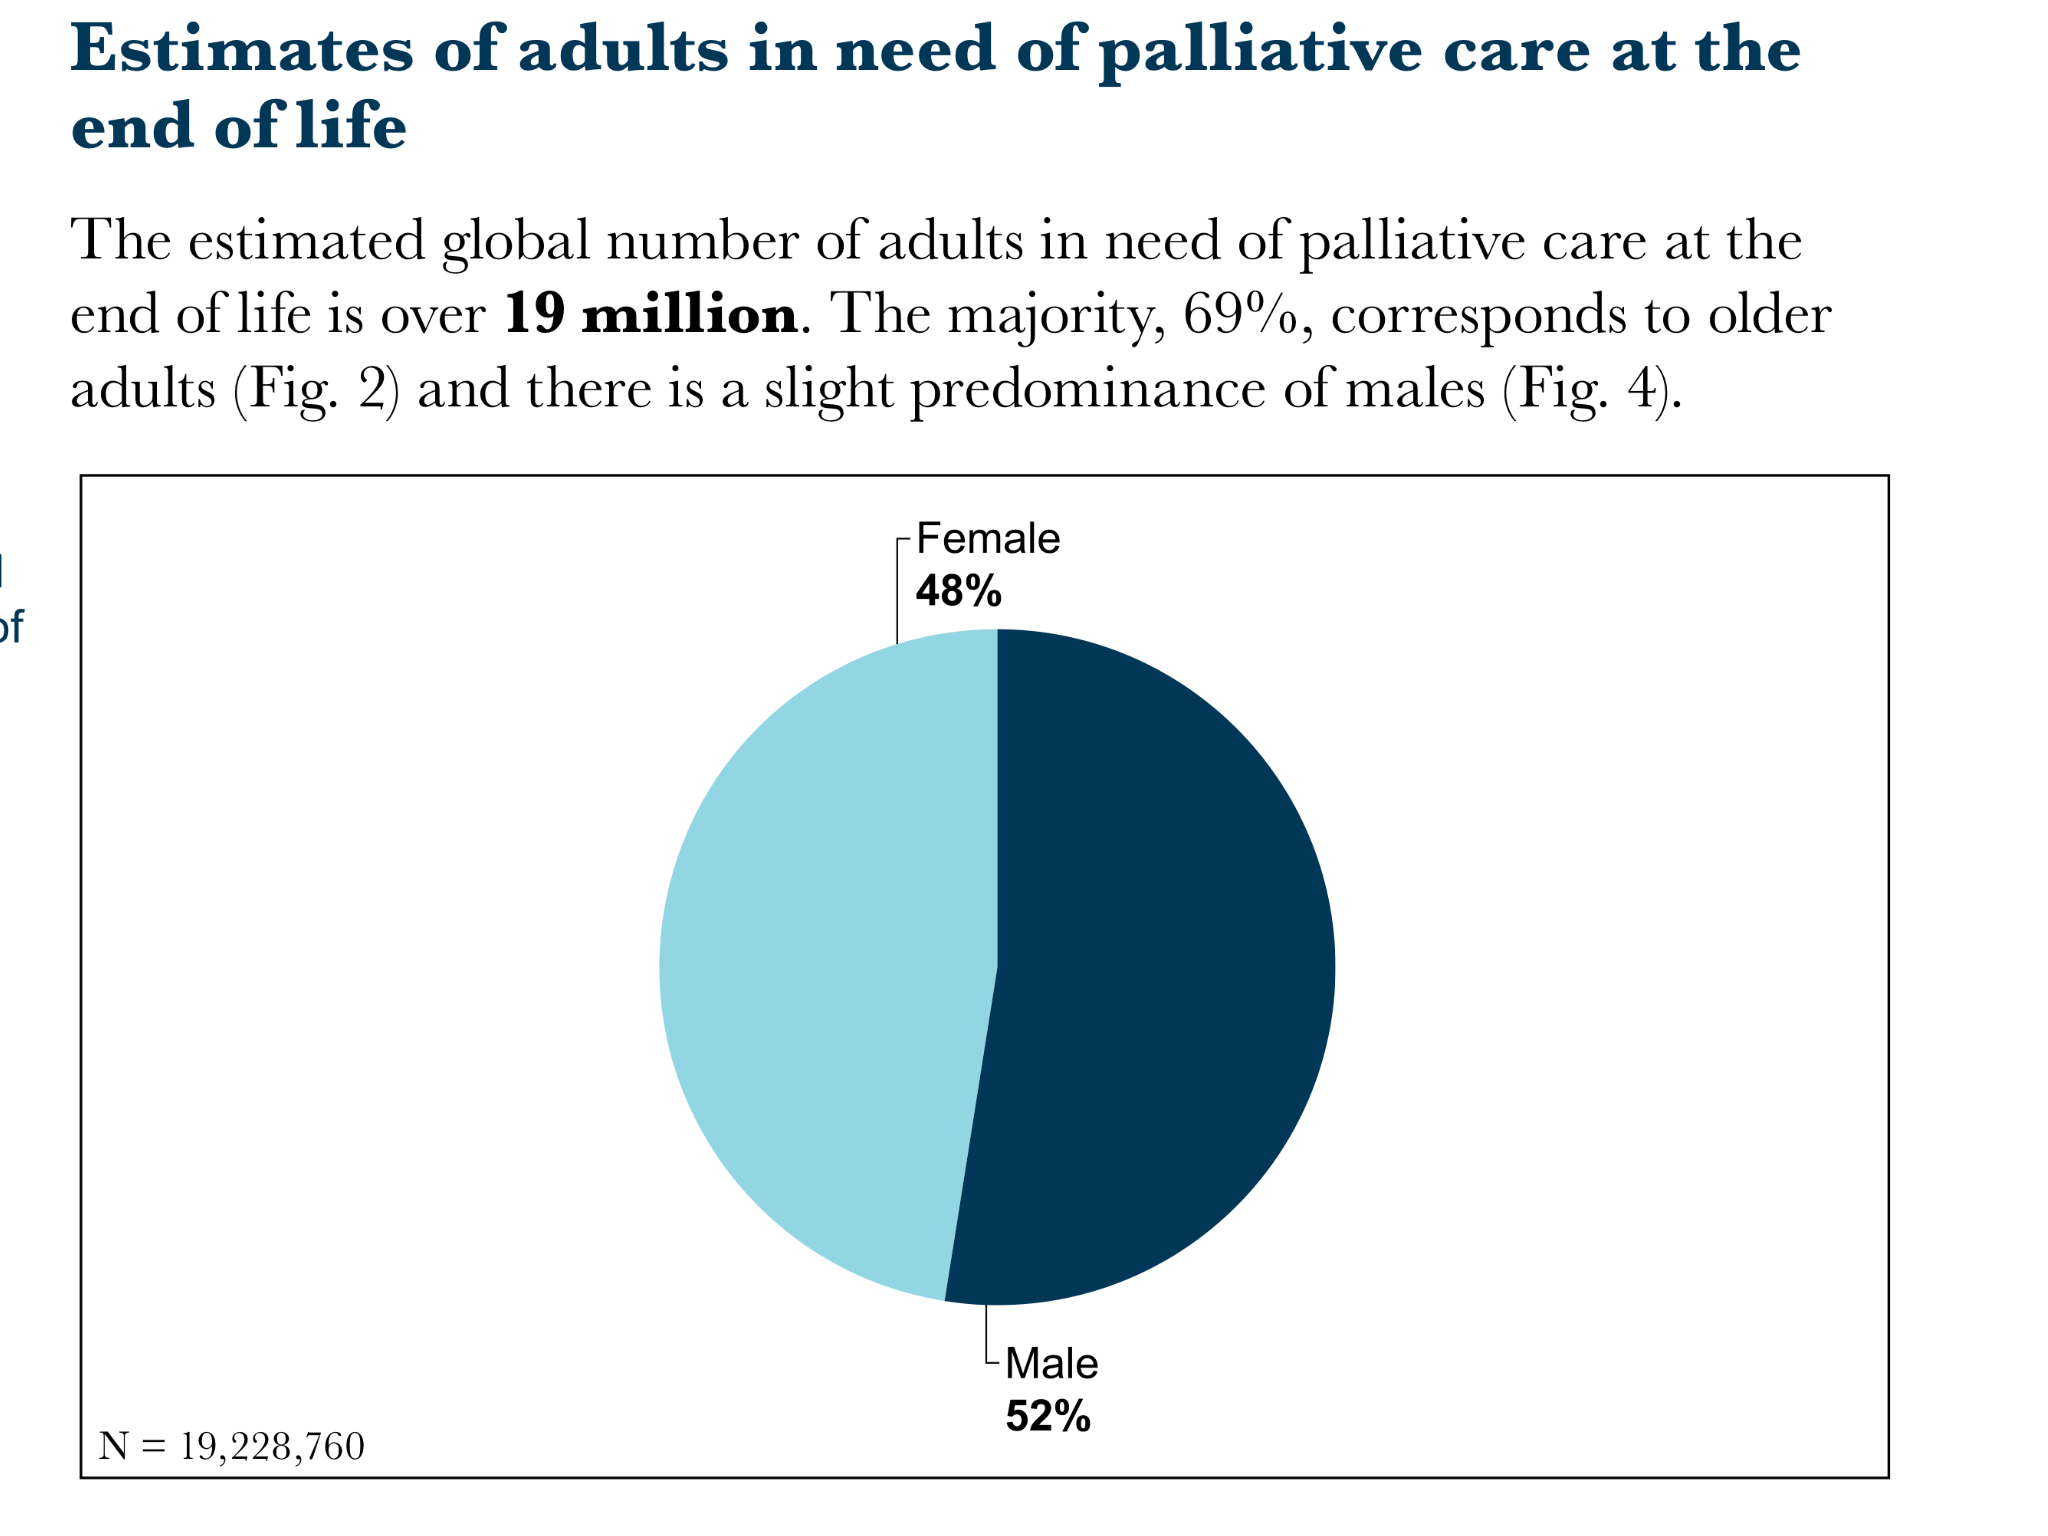 Estimates of adults in need of palliative care at the
end of life
The estimated global number of adults in need of palliative care at the
end of life is over 19 million. The majority, 69%, corresponds to older
adults (Fig. 2) and there is a slight predominance of males (Fig. 4).
of
Female
48%
Male
52%
N = 19,228,760